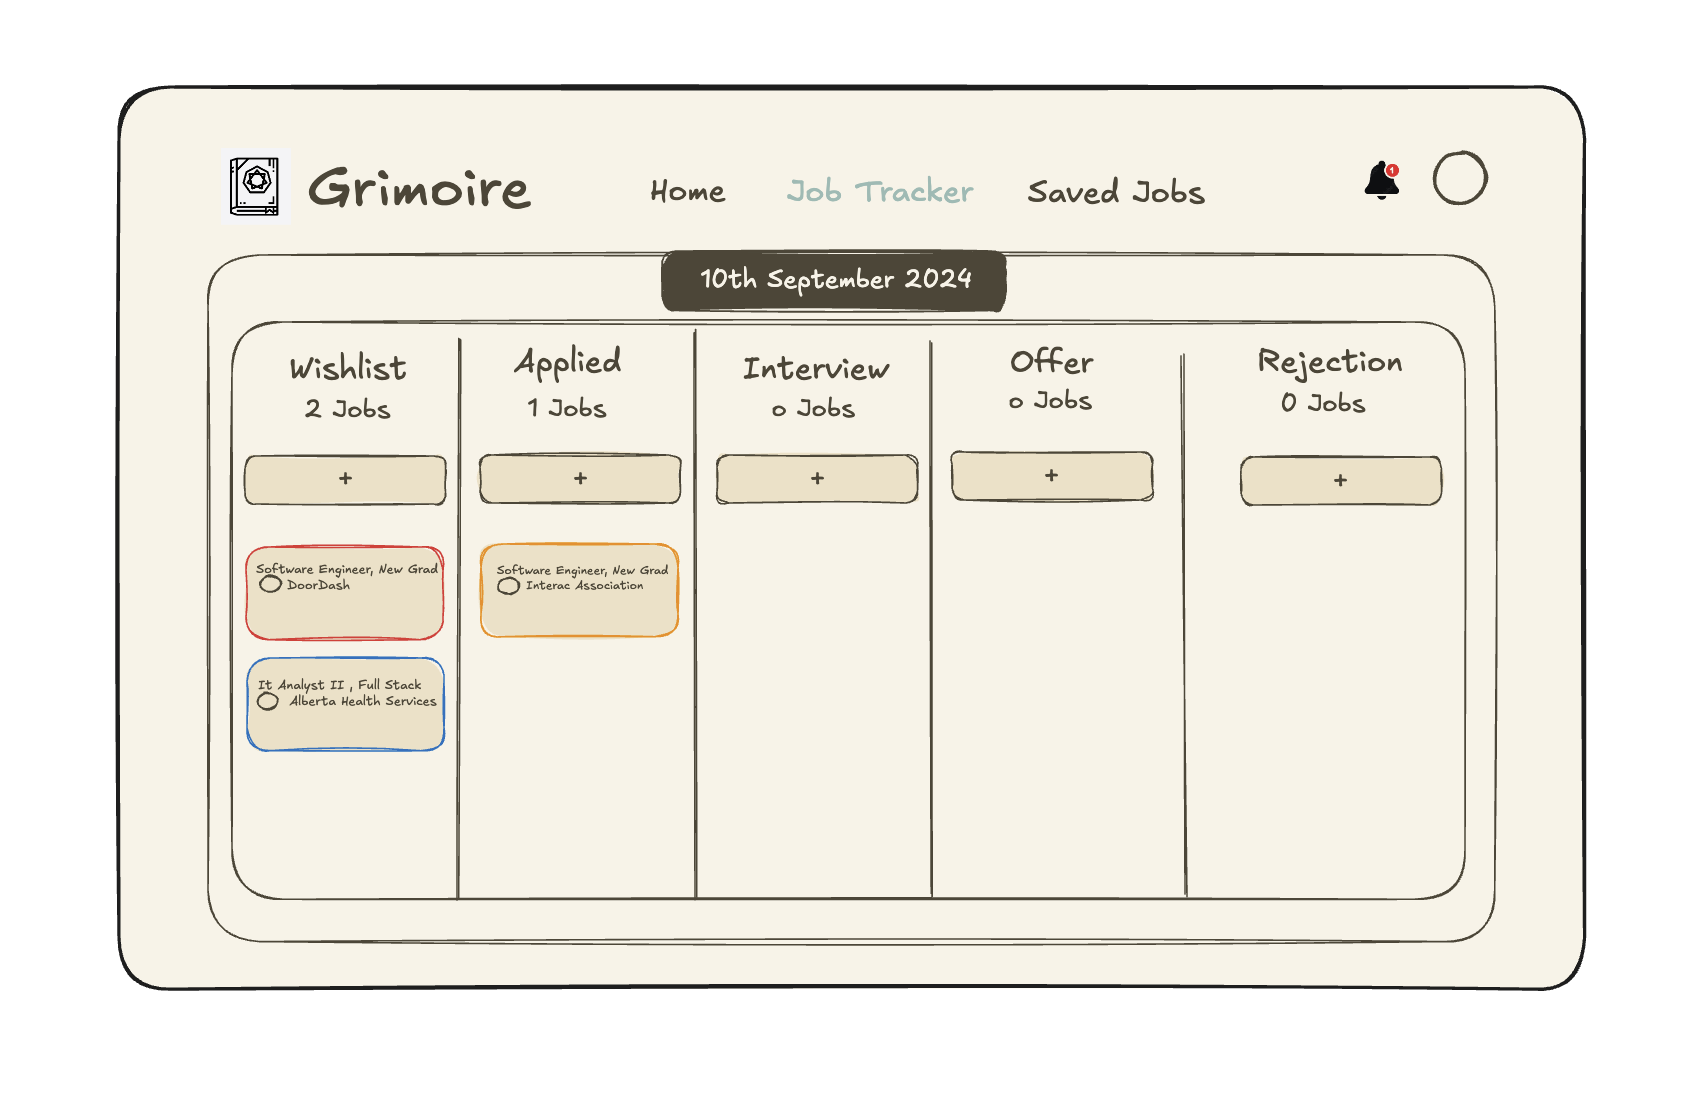 Grimoire
Home
Job Tracker
Saved Jobs
1
10th September 2024
Wishlist
2 Jobs
+
Software Engineer, New Grad
DoorDash
It Analyst II , Full Stack
Alberta Health Services
Applied
1 Jobs
+
Software Engineer, New Grad
Interac Association
Interview
0 Jobs
+
Offer
0 Jobs
+
Rejection
0 Jobs
+